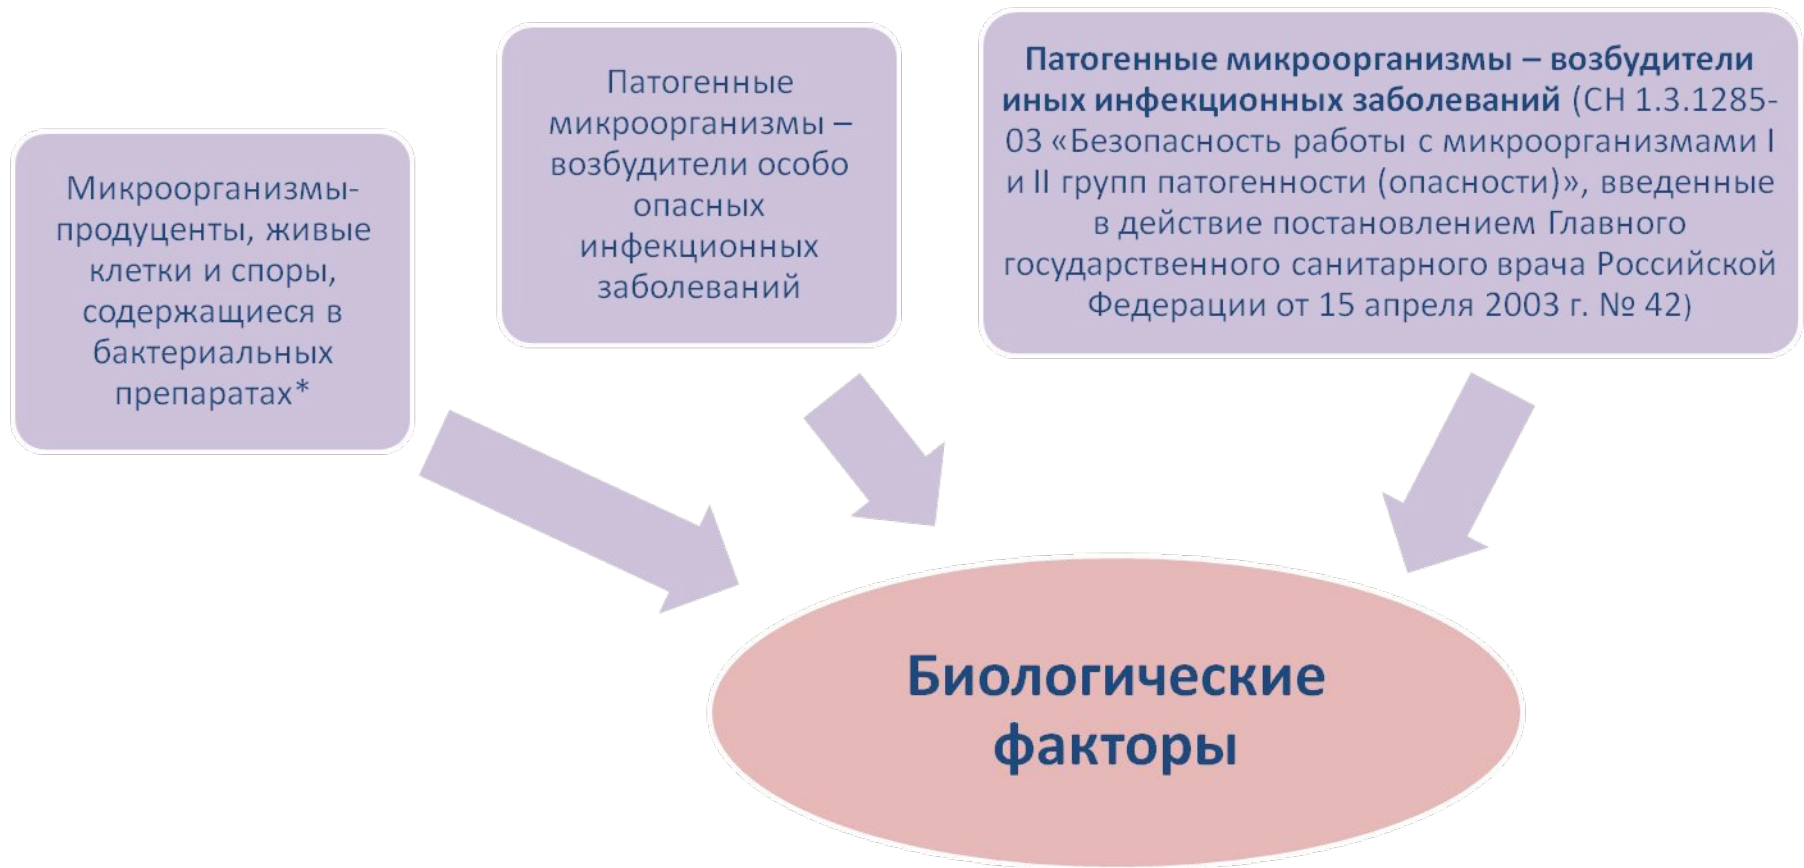 Микроорганизмы-
продуценты, живые
клетки и споры,
содержащиеся в
бактериальных
препаратах*
Патогенные
микроорганизмы –
возбудители особо
опасных
инфекционных
заболеваний
Патогенные микроорганизмы – возбудители
иных инфекционных заболеваний (СН 1.3.1285-
03 «Безопасность работы с микроорганизмами I
и II групп патогенности (опасности)», введенные
в действие постановлением Главного
государственного санитарного врача Российской
Федерации от 15 апреля 2003 г. № 42)
Биологические
факторы